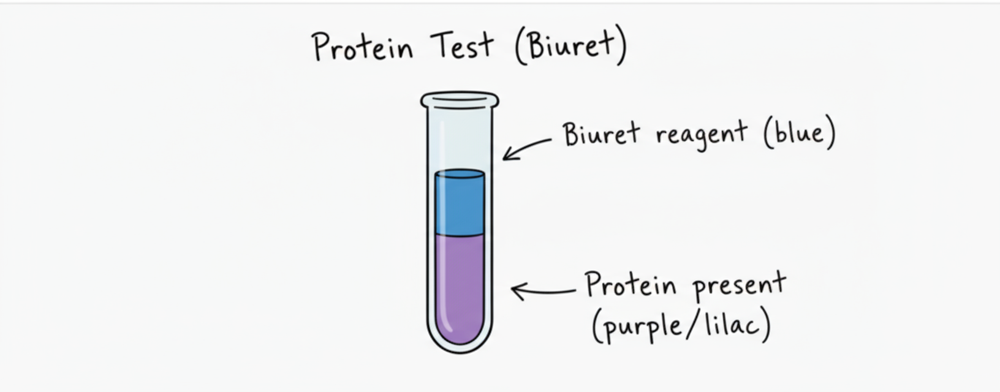 Protein Test (Biuret)
Biuret reagent (blue)
Protein present
(purple/lilac)